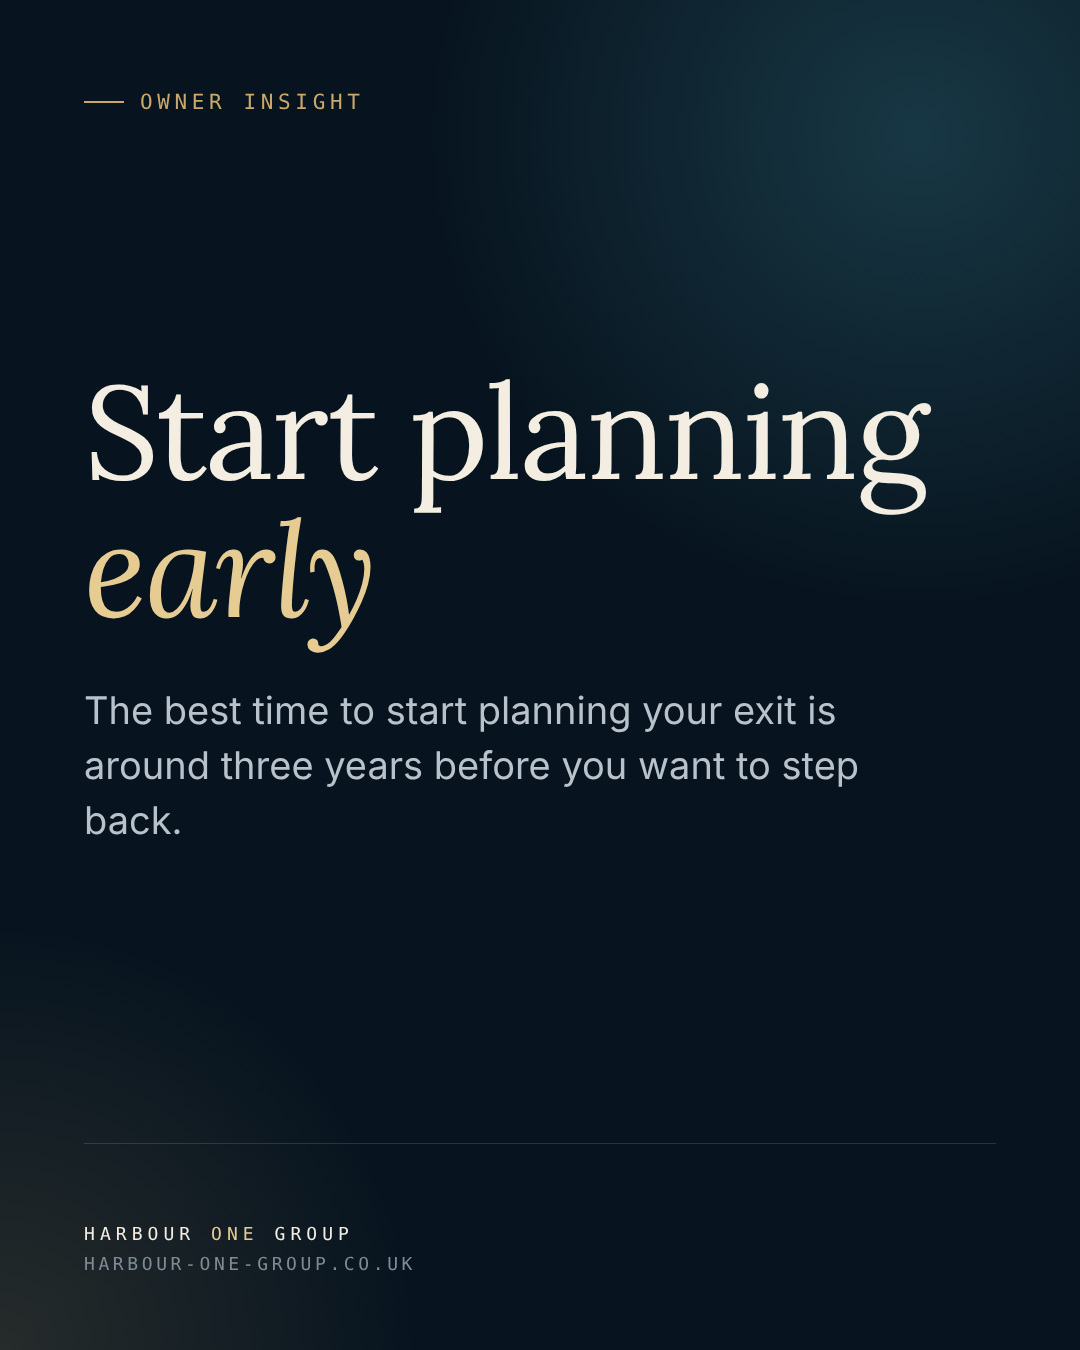 OWNER INSIGHT
Start planning
early
The best time to start planning your exit is
around three years before you want to step
back.
HARBOUR ONE GROUP
HARBOUR-ONE-GROUP.CO.UK